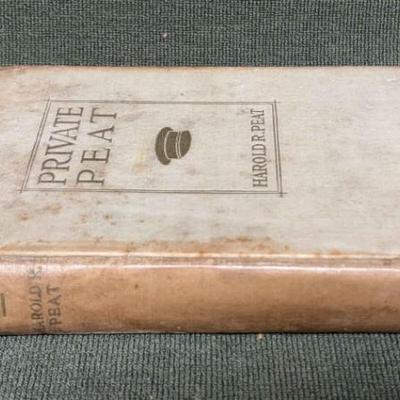 PRIVATE
PEAT
HAROLD R. PEAT
HAROLD R.
PEAT